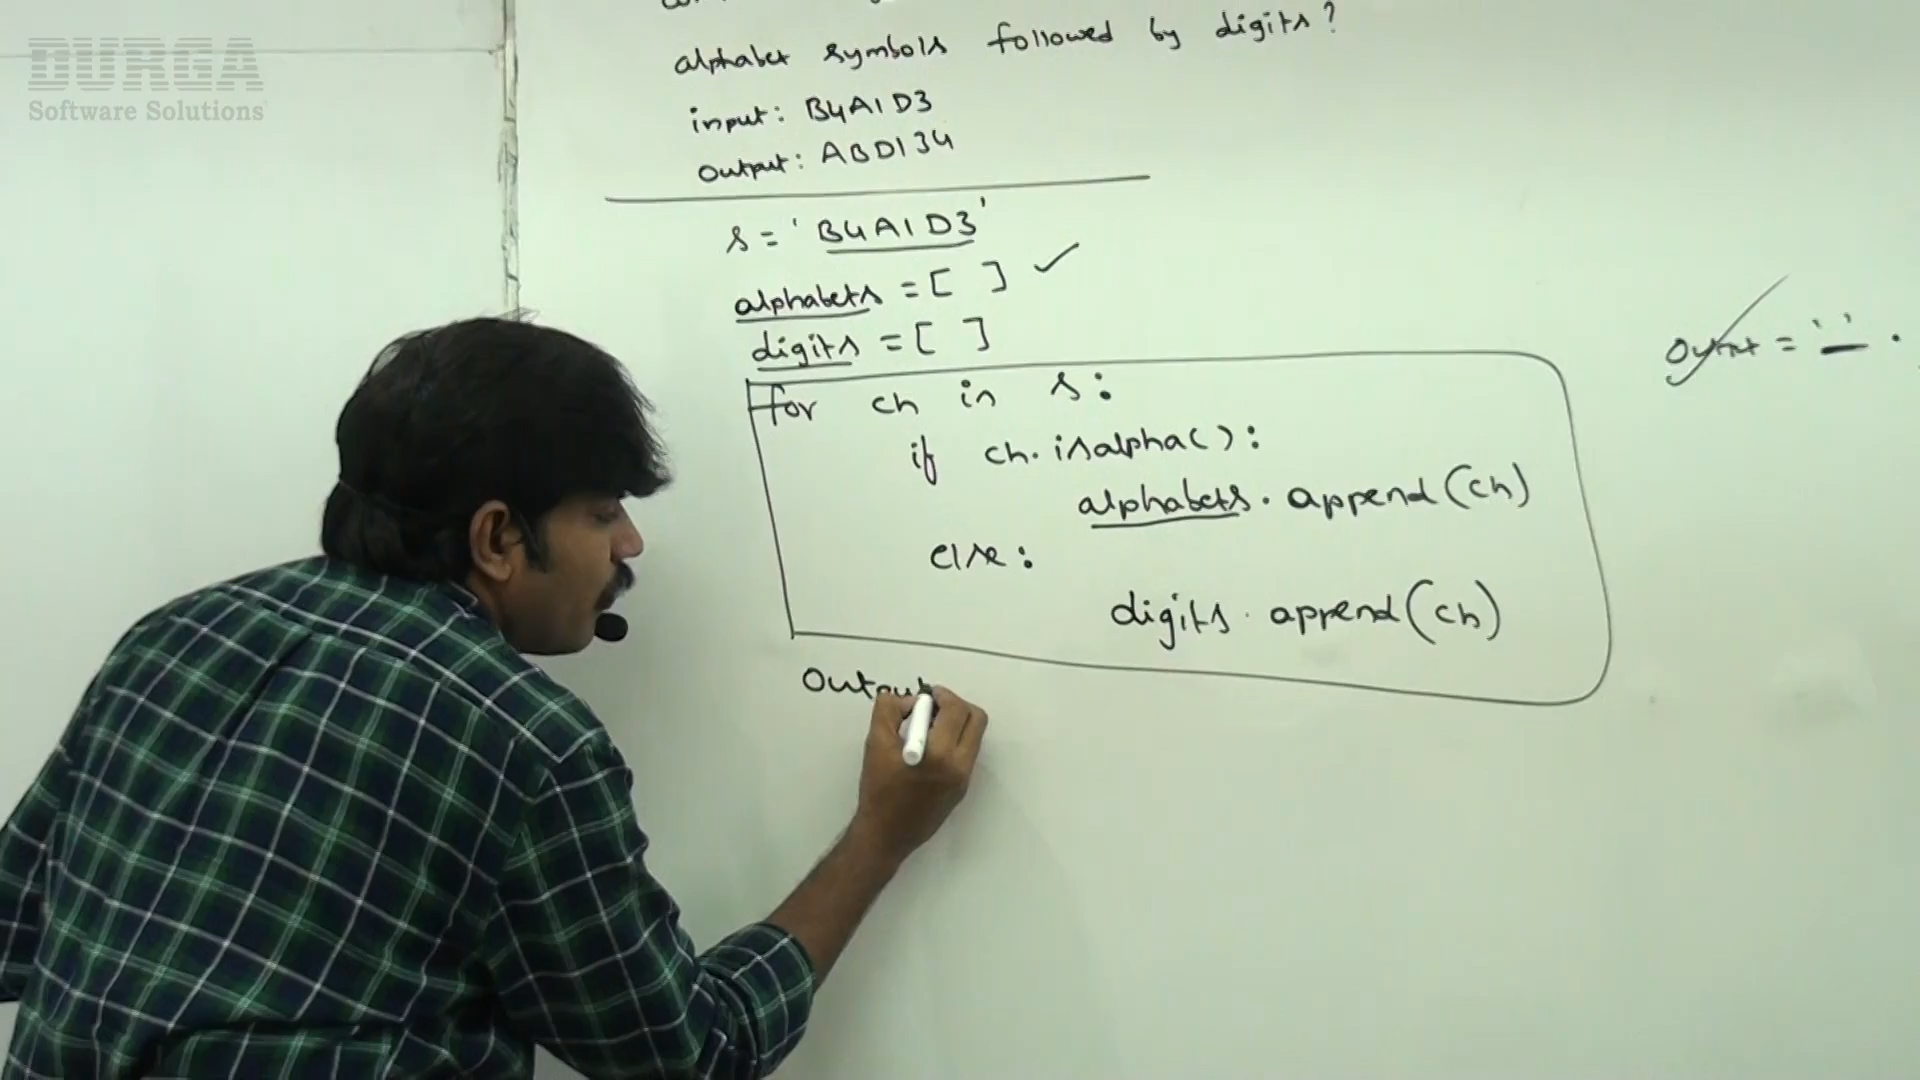 DURGA
Software Solutions
alphabet symbols followed by digits?
input: B4A1D3
output: ABD134
s = 'B4A1D3'
alphabets = [ ]
digits = [ ]
for ch in s:
if ch.isalpha():
alphabets.append(ch)
else:
digits.append(ch)
Output
= ' ' .